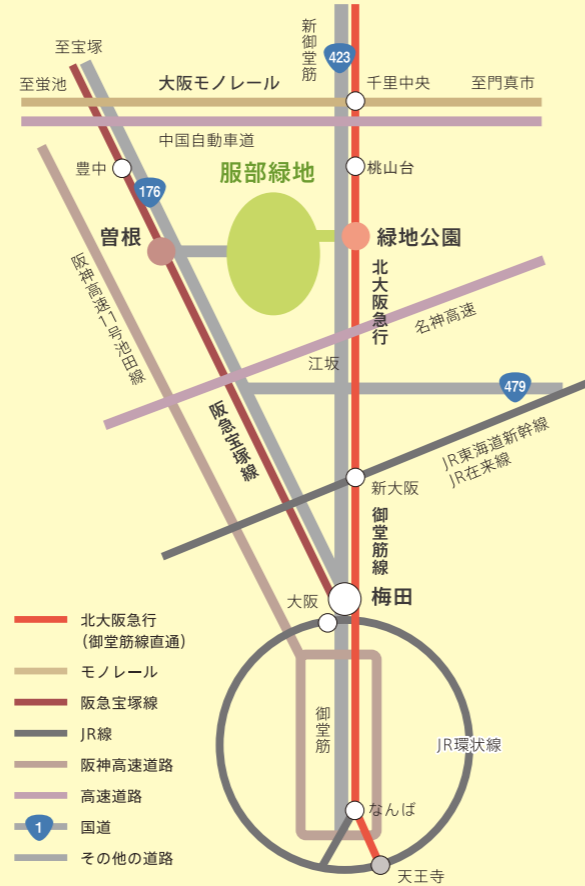 至宝塚
新御堂筋
423
至蛍池
大阪モノレール
千里中央
至門真市
中国自動車道
豊中
服部緑地
桃山台
176
曽根
緑地公園
北大阪急行
阪神高速11号池田線
名神高速
江坂
479
阪急宝塚線
JR東海道新幹線
JR在来線
新大阪
御堂筋線
大阪
梅田
北大阪急行
(御堂筋線直通)
モノレール
阪急宝塚線
御堂筋
JR線
JR環状線
阪神高速道路
高速道路
なんば
1
国道
その他の道路
天王寺